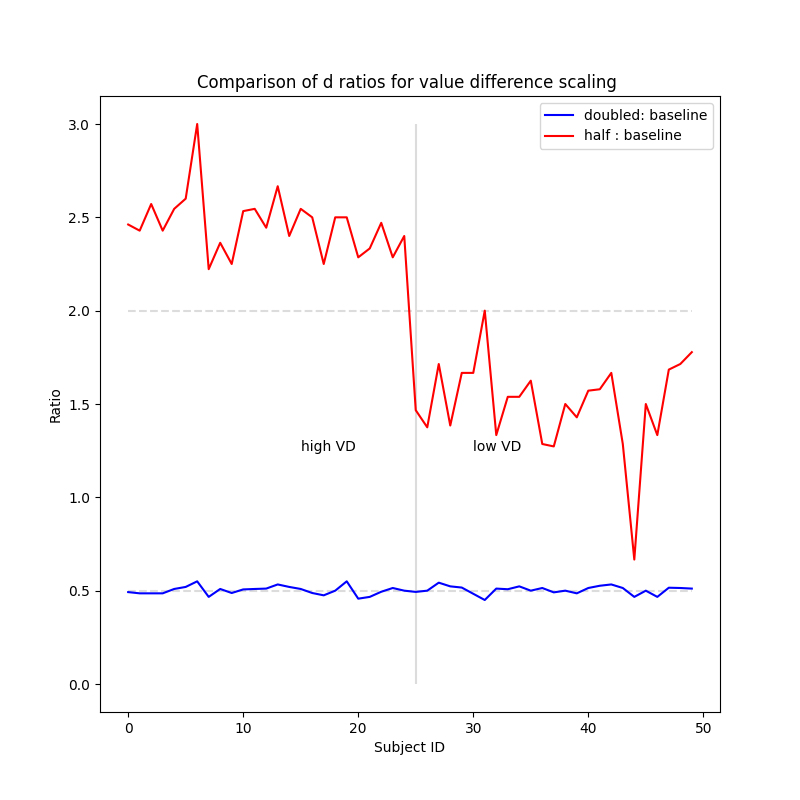 Comparison of d ratios for value difference scaling
doubled: baseline
half : baseline
3.0
2.5
2.0
1.5
1.0
0.5
0.0
Ratio
high VD
low VD
0
10
20
30
40
50
Subject ID